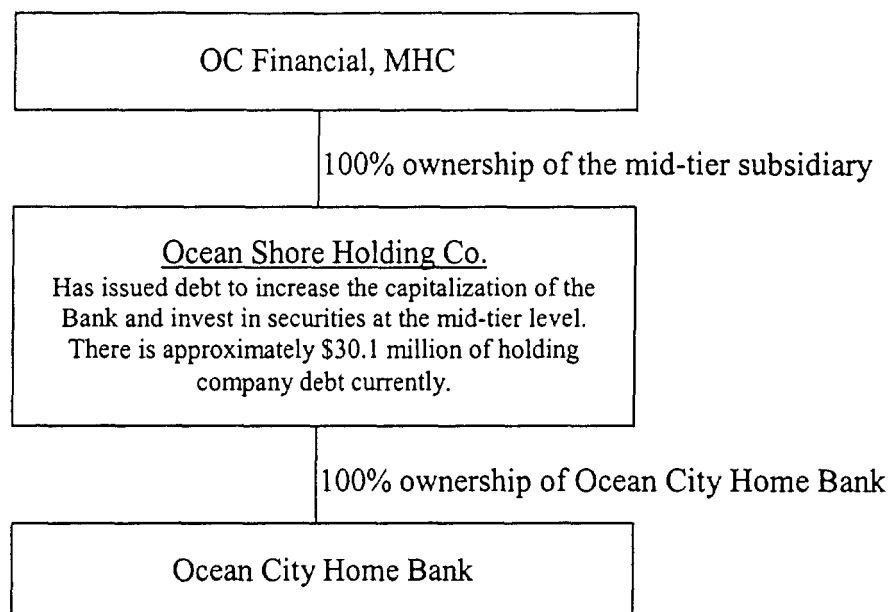 OC Financial, MHC
100% ownership of the mid-tier subsidiary
Ocean Shore Holding Co.
Has issued debt to increase the capitalization of the
Bank and invest in securities at the mid-tier level.
There is approximately $30.1 million of holding
company debt currently.
100% ownership of Ocean City Home Bank
Ocean City Home Bank